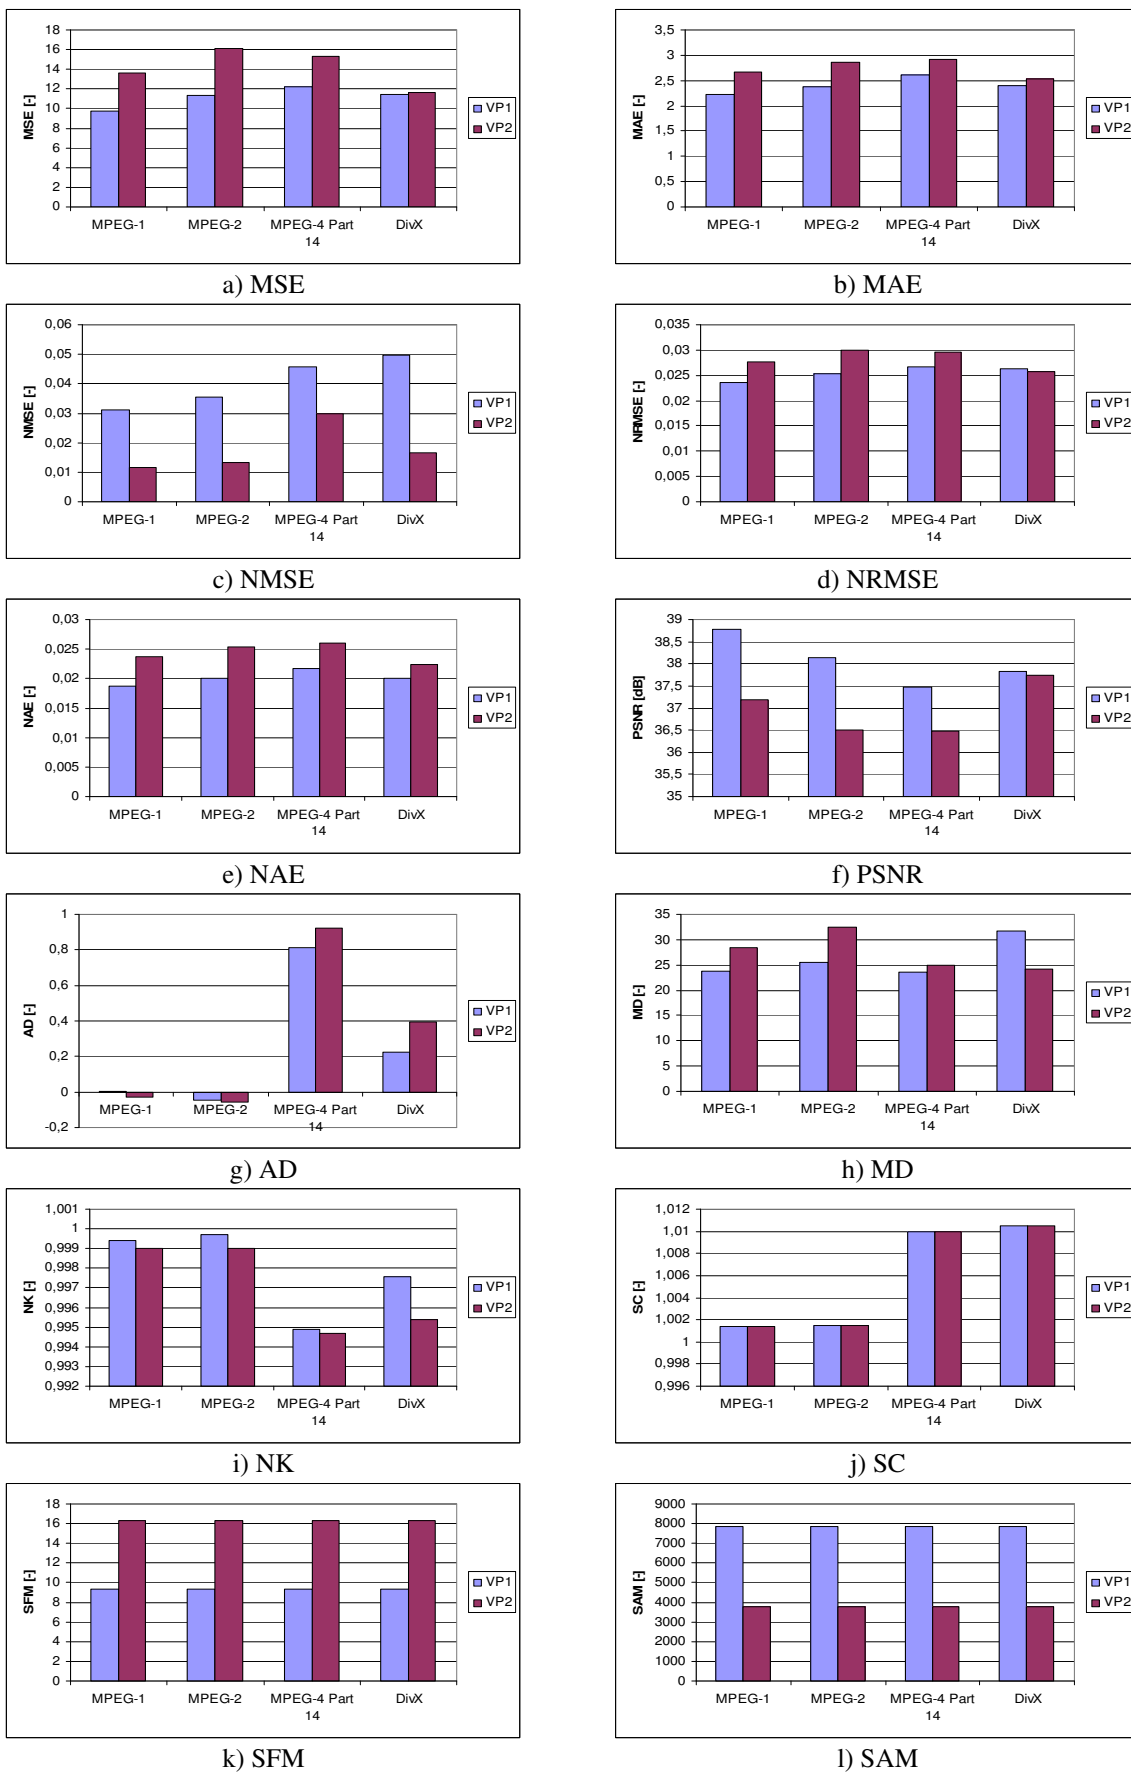 18
16
14
12
10
8
6
4
2
0
MSE [-]
MPEG-1 MPEG-2 MPEG-4 Part 14 DivX
VP1
VP2
a) MSE
3,5
3
2,5
2
1,5
1
0,5
0
MAE [-]
MPEG-1 MPEG-2 MPEG-4 Part 14 DivX
VP1
VP2
b) MAE
0,06
0,05
0,04
0,03
0,02
0,01
0
NMSE [-]
MPEG-1 MPEG-2 MPEG-4 Part 14 DivX
VP1
VP2
c) NMSE
0,035
0,03
0,025
0,02
0,015
0,01
0,005
0
NRMSE [-]
MPEG-1 MPEG-2 MPEG-4 Part 14 DivX
VP1
VP2
d) NRMSE
0,03
0,025
0,02
0,015
0,01
0,005
0
NAE [-]
MPEG-1 MPEG-2 MPEG-4 Part 14 DivX
VP1
VP2
e) NAE
39
38,5
38
37,5
37
36,5
36
35,5
35
PSNR [dB]
MPEG-1 MPEG-2 MPEG-4 Part 14 DivX
VP1
VP2
f) PSNR
1
0,8
0,6
0,4
0,2
0
-0,2
AD [-]
MPEG-1 MPEG-2 MPEG-4 Part 14 DivX
VP1
VP2
g) AD
35
30
25
20
15
10
5
0
MD [-]
MPEG-1 MPEG-2 MPEG-4 Part 14 DivX
VP1
VP2
h) MD
1,001
1
0,999
0,998
0,997
0,996
0,995
0,994
0,993
0,992
NK [-]
MPEG-1 MPEG-2 MPEG-4 Part 14 DivX
VP1
VP2
i) NK
1,012
1,01
1,008
1,006
1,004
1,002
1
0,998
0,996
SC [-]
MPEG-1 MPEG-2 MPEG-4 Part 14 DivX
VP1
VP2
j) SC
18
16
14
12
10
8
6
4
2
0
SFM [-]
MPEG-1 MPEG-2 MPEG-4 Part 14 DivX
VP1
VP2
k) SFM
9000
8000
7000
6000
5000
4000
3000
2000
1000
0
SAM [-]
MPEG-1 MPEG-2 MPEG-4 Part 14 DivX
VP1
VP2
l) SAM